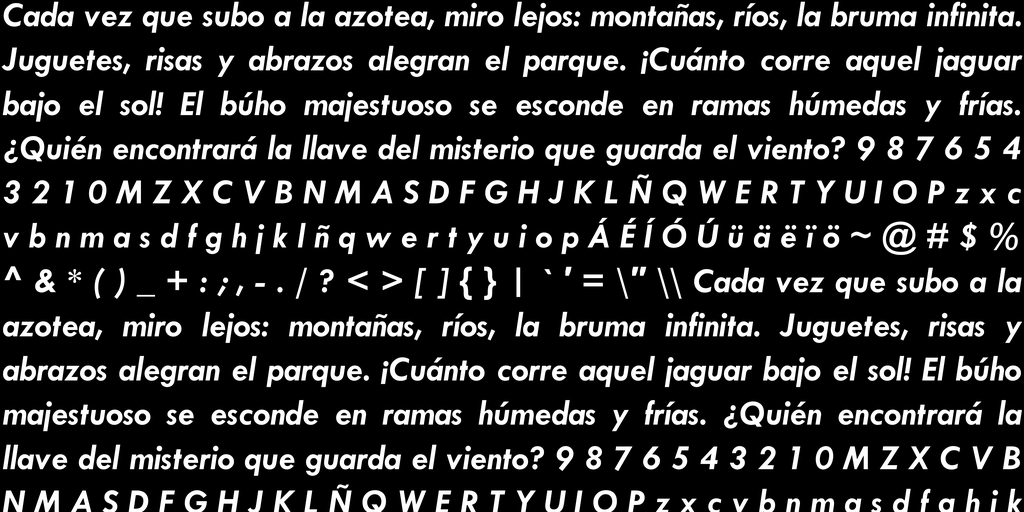 Cada vez que subo a la azotea, miro lejos: montañas, ríos, la bruma infinita.
Juguetes, risas y abrazos alegran el parque. ¡Cuánto corre aquel jaguar
bajo el sol! El búho majestuoso se esconde en ramas húmedas y frías.
¿Quién encontrará la llave del misterio que guarda el viento? 9 8 7 6 5 4
3 2 1 0 M Z X C V B N M A S D F G H J K L Ñ Q W E R T Y U I O P z x c
v b n m a s d f g h j k l ñ q w e r t y u i o p Á É Í Ó Ú ü ä ë ï ö ~ @ # $ %
^ & * ( ) _ + : ; , - . / ? < > [ ] { } | ` ' = \" \\ Cada vez que subo a la
azotea, miro lejos: montañas, ríos, la bruma infinita. Juguetes, risas y
abrazos alegran el parque. ¡Cuánto corre aquel jaguar bajo el sol! El búho
majestuoso se esconde en ramas húmedas y frías. ¿Quién encontrará la
llave del misterio que guarda el viento? 9 8 7 6 5 4 3 2 1 0 M Z X C V B
N M A S D F G H J K L Ñ Q W E R T Y U I O P z x c v b n m a s d f g h j k